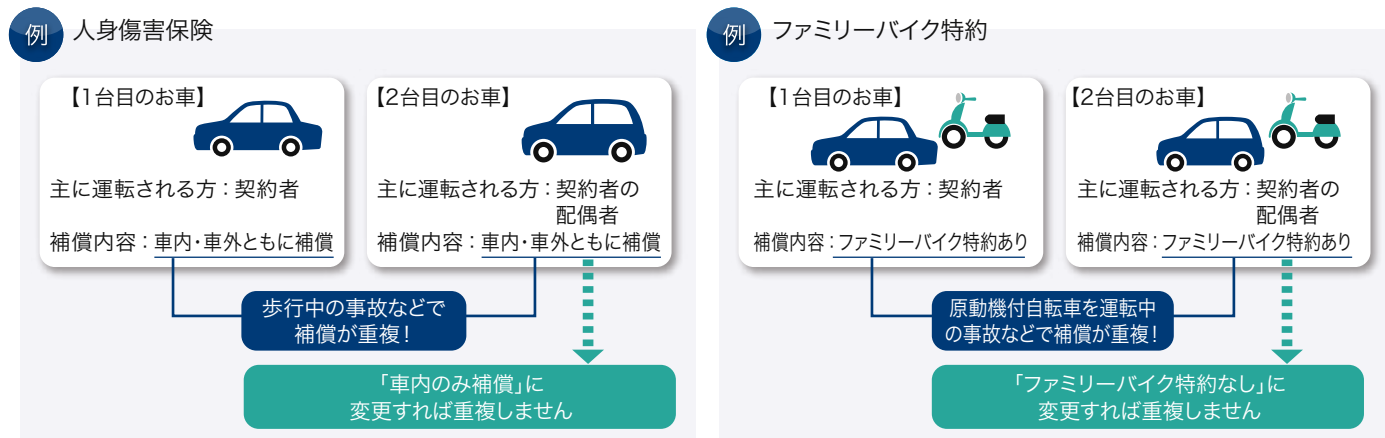 例 人身傷害保険
【1台目のお車】
主に運転される方：契約者
補償内容：車内・車外ともに補償
【2台目のお車】
主に運転される方：契約者の
配偶者
補償内容：車内・車外ともに補償
歩行中の事故などで
補償が重複！
「車内のみ補償」に
変更すれば重複しません
例 ファミリーバイク特約
【1台目のお車】
主に運転される方：契約者
補償内容：ファミリーバイク特約あり
【2台目のお車】
主に運転される方：契約者の
配偶者
補償内容：ファミリーバイク特約あり
原動機付自転車を運転中
の事故などで補償が重複！
「ファミリーバイク特約なし」に
変更すれば重複しません